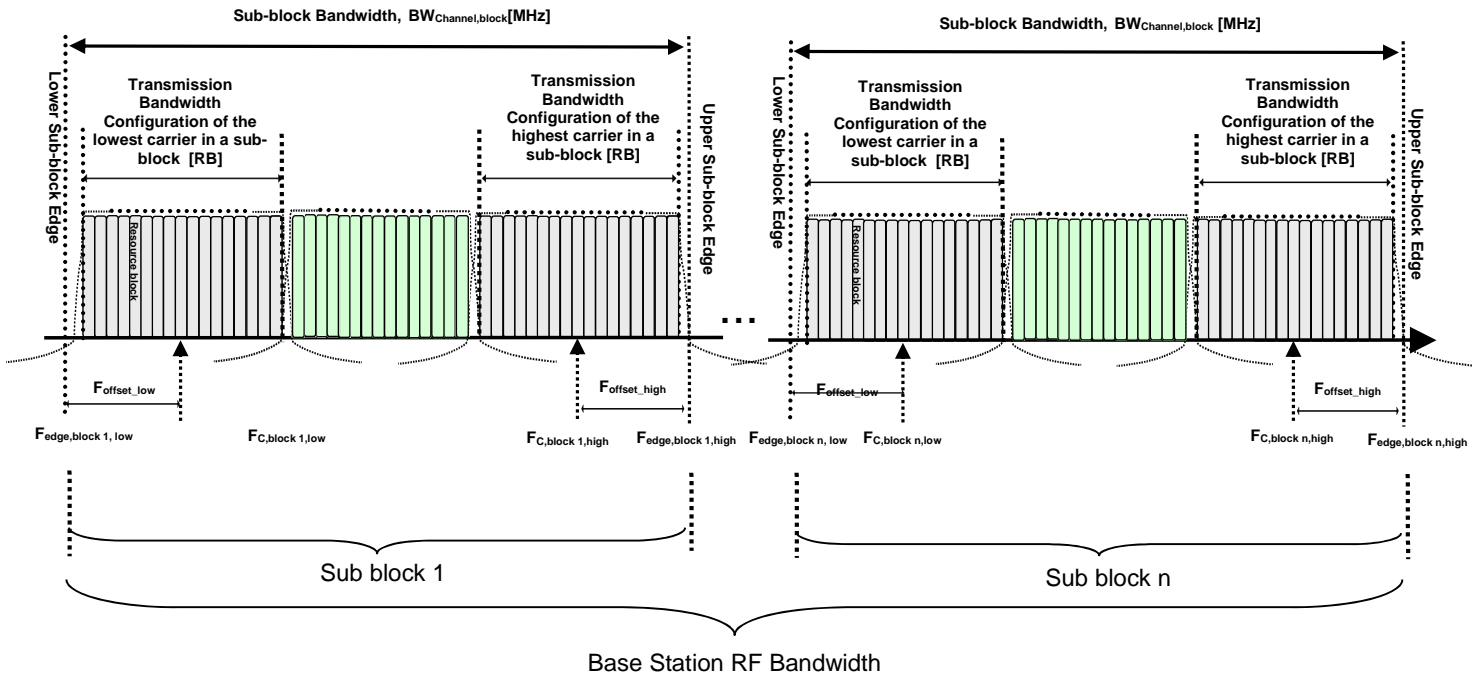 Sub-block Bandwidth, BWChannel,block[MHz]
Lower Sub-block Edge
Transmission
Bandwidth
Configuration of the
lowest carrier in a sub-
block [RB]
Transmission
Bandwidth
Configuration of the
highest carrier in a
sub-block [RB]
Upper Sub-block Edge
Resource block
Foffset_low
Foffset_high
Fedge,block 1, low
FC,block 1,low
FC,block 1,high
Fedge,block 1,high
...
Sub-block Bandwidth, BWChannel,block [MHz]
Lower Sub-block Edge
Transmission
Bandwidth
Configuration of the
lowest carrier in a
sub-block [RB]
Transmission
Bandwidth
Configuration of the
highest carrier in a
sub-block [RB]
Upper Sub-block Edge
Resource block
Foffset_low
Foffset_high
Fedge,block n, low
FC,block n,low
FC,block n,high
Fedge,block n,high
Sub block 1
Sub block n
Base Station RF Bandwidth